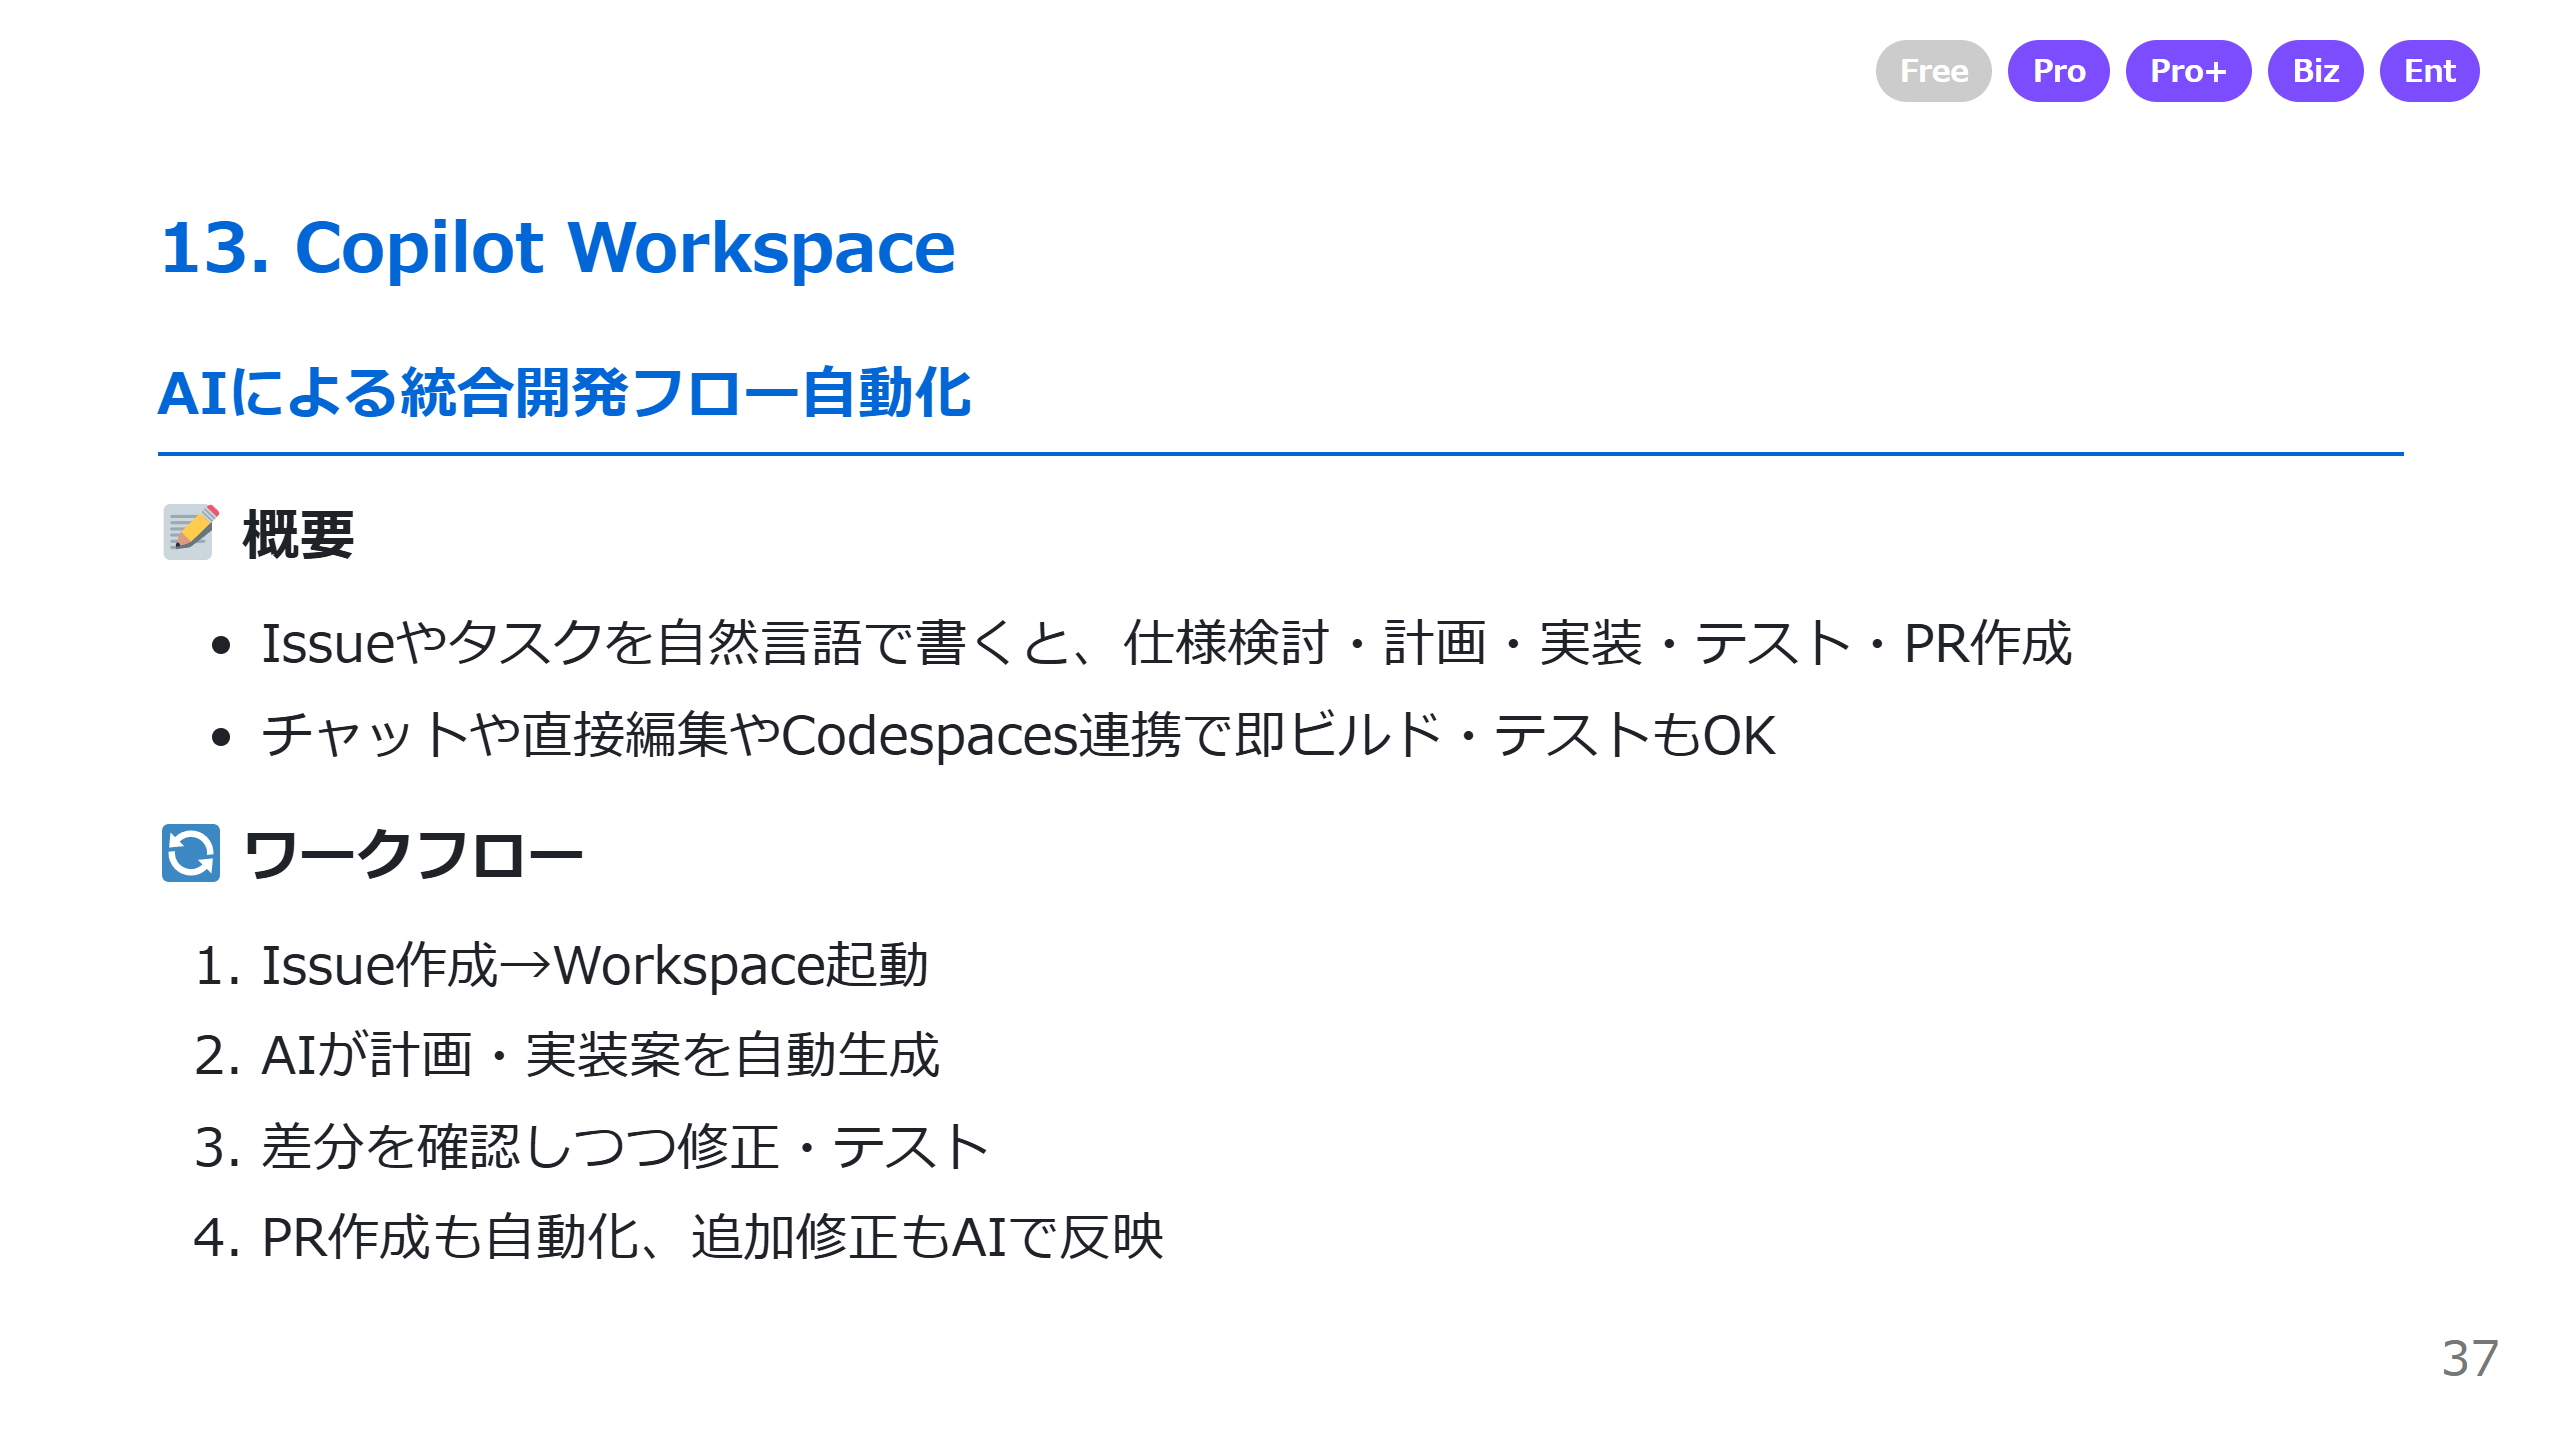 Free Pro Pro+ Biz Ent
13. Copilot Workspace
AIによる統合開発フロー自動化
📝 概要
• Issueやタスクを自然言語で書くと、仕様検討・計画・実装・テスト・PR作成
• チャットや直接編集やCodespaces連携で即ビルド・テストもOK
🔄 ワークフロー
1. Issue作成→Workspace起動
2. AIが計画・実装案を自動生成
3. 差分を確認しつつ修正・テスト
4. PR作成も自動化、追加修正もAIで反映
37